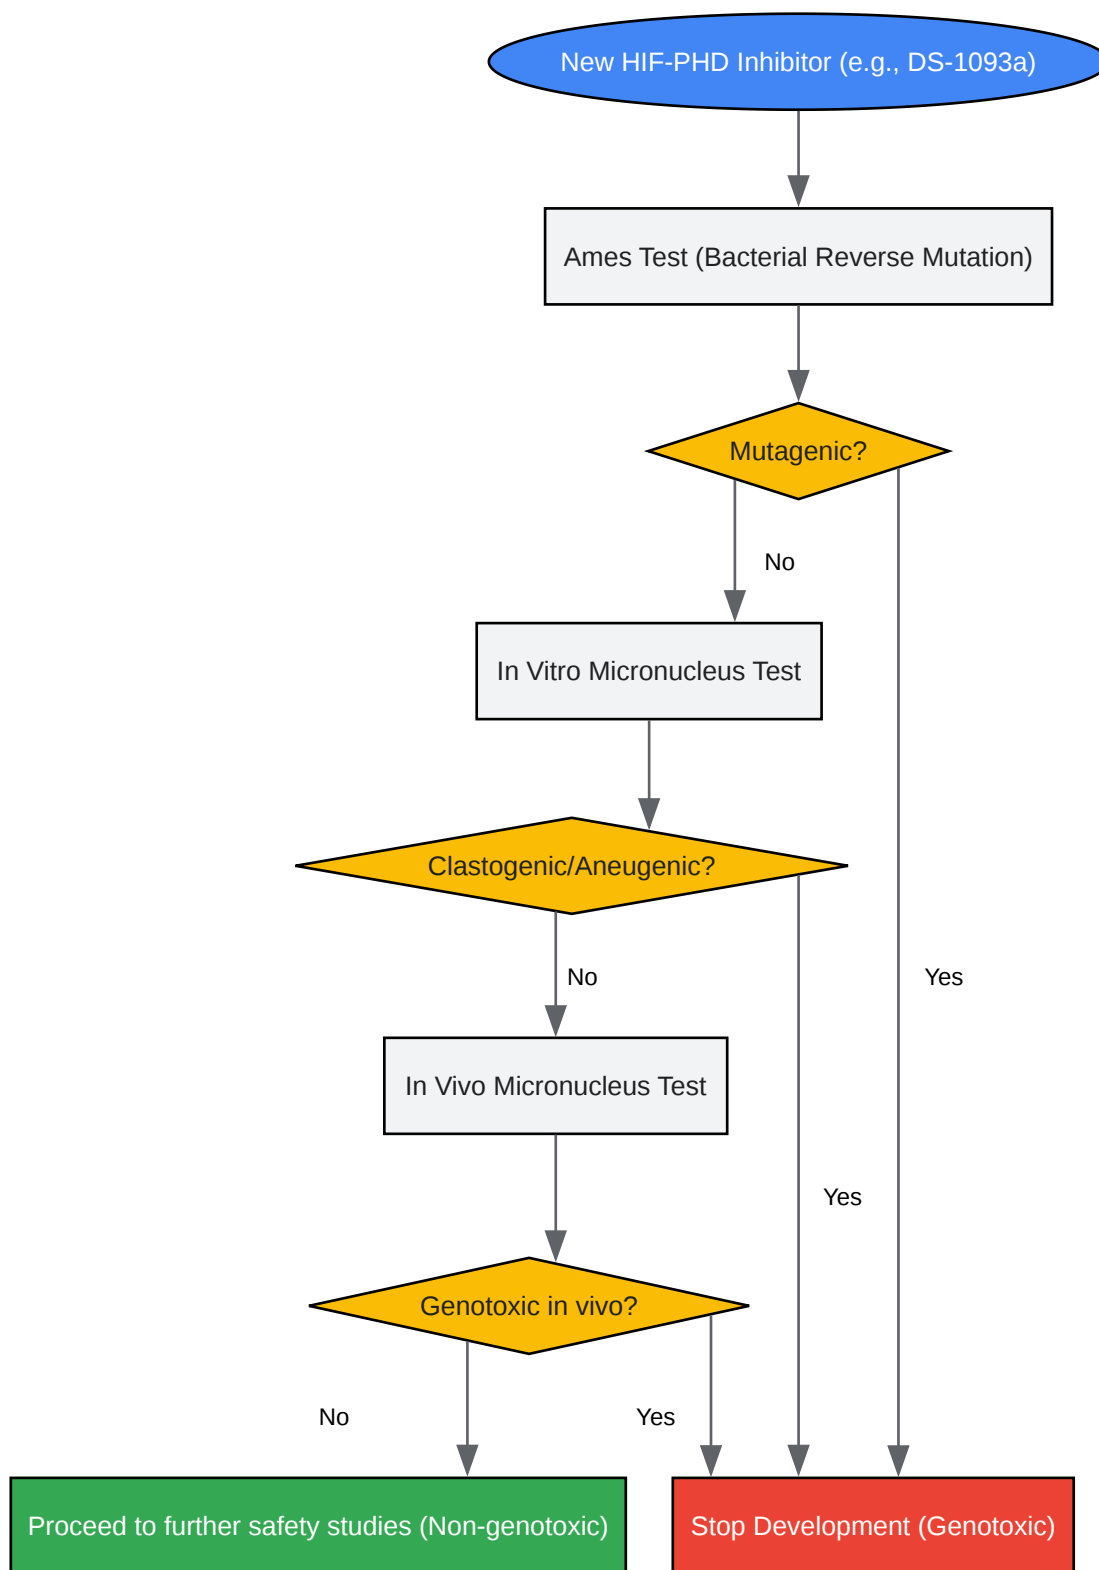 New HIF-PHD Inhibitor (e.g., DS-1093a)
Ames Test (Bacterial Reverse Mutation)
Mutagenic?
No
In Vitro Micronucleus Test
Clastogenic/Aneugenic?
No
Yes
In Vivo Micronucleus Test
Yes
Genotoxic in vivo?
No
Yes
Proceed to further safety studies (Non-genotoxic)
Stop Development (Genotoxic)